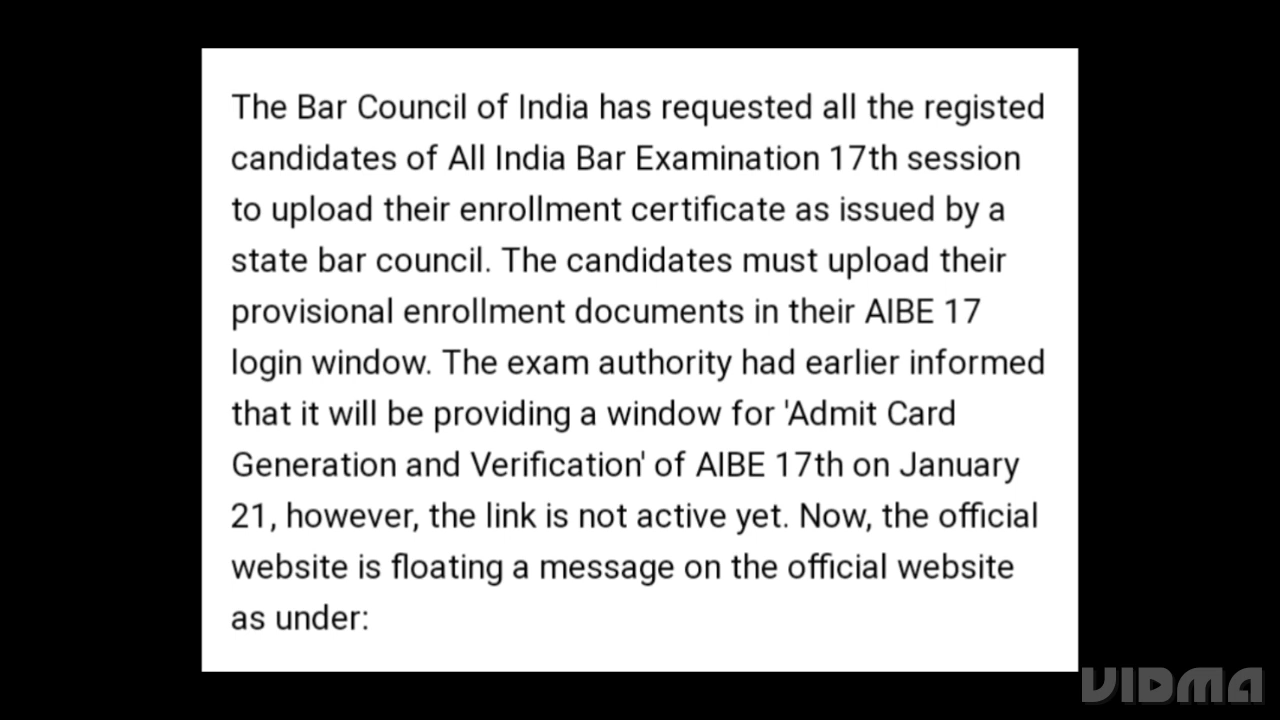 The Bar Council of India has requested all the registed
candidates of All India Bar Examination 17th session
to upload their enrollment certificate as issued by a
state bar council. The candidates must upload their
provisional enrollment documents in their AIBE 17
login window. The exam authority had earlier informed
that it will be providing a window for 'Admit Card
Generation and Verification' of AIBE 17th on January
21, however, the link is not active yet. Now, the official
website is floating a message on the official website
as under:
VIDMA